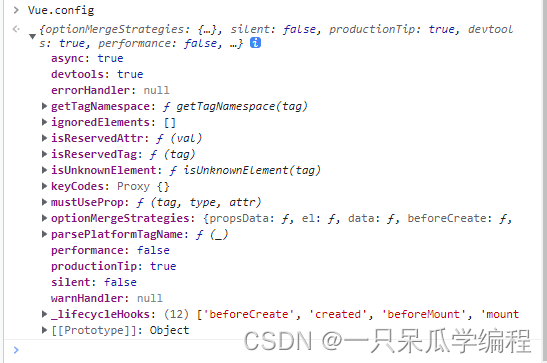 > Vue.config
{optionMergeStrategies: {…}, silent: false, productionTip: true, devtool
s: true, performance: false, …} i
async: true
devtools: true
errorHandler: null
getTagNamespace: ƒ getTagNamespace(tag)
ignoredElements: []
isReservedAttr: ƒ (val)
isReservedTag: ƒ (tag)
isUnknownElement: ƒ isUnknownElement(tag)
keyCodes: Proxy {}
mustUseProp: ƒ (tag, type, attr)
optionMergeStrategies: {propsData: ƒ, el: ƒ, data: ƒ, beforeCreate: ƒ,
parsePlatformTagName: ƒ (_)
performance: false
productionTip: true
silent: false
warnHandler: null
_lifecycleHooks: (12) ['beforeCreate', 'created', 'beforeMount', 'mount
[[Prototype]]: Object
CSDN @一只呆瓜学编程
>